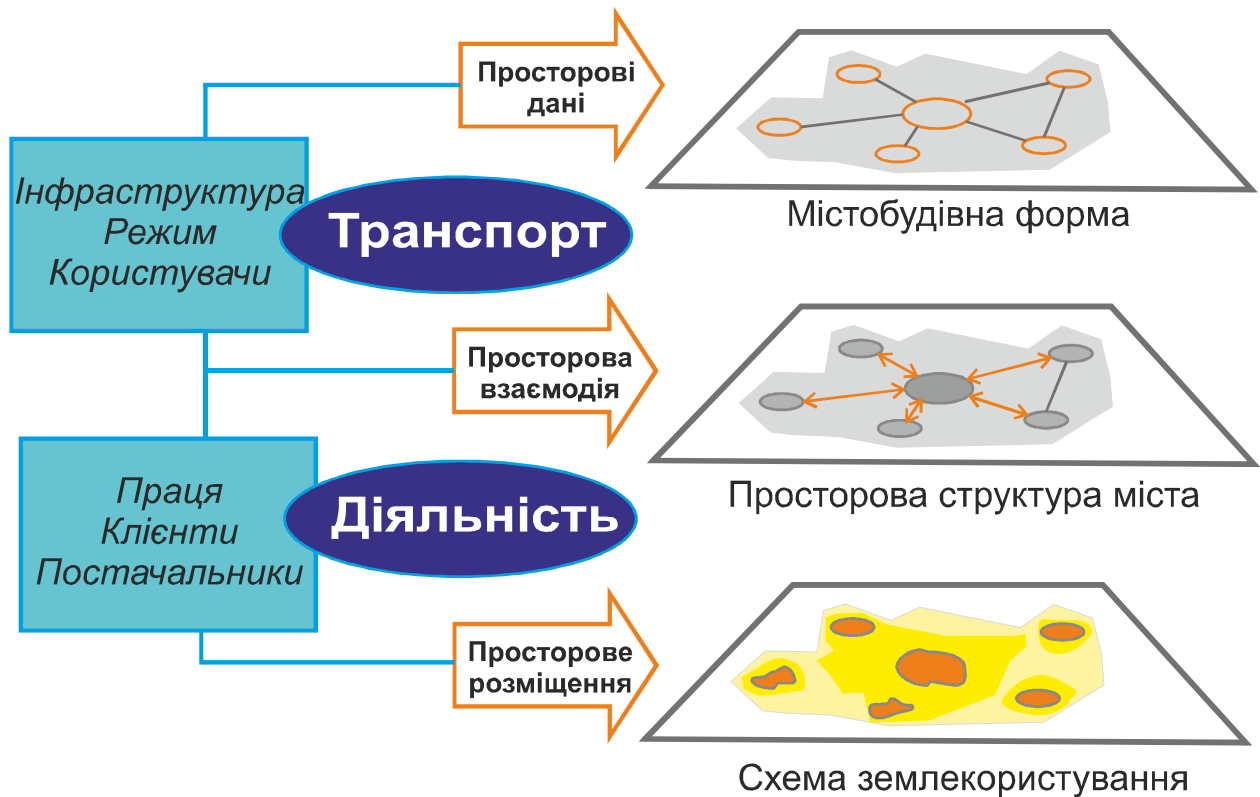 Просторові
дані
Містобудівна форма
Інфраструктура
Режим
Користувачи
Транспорт
Просторова
взаємодія
Просторова структура міста
Праця
Клієнти
Постачальники
Діяльність
Просторове
розміщення
Схема землекористування